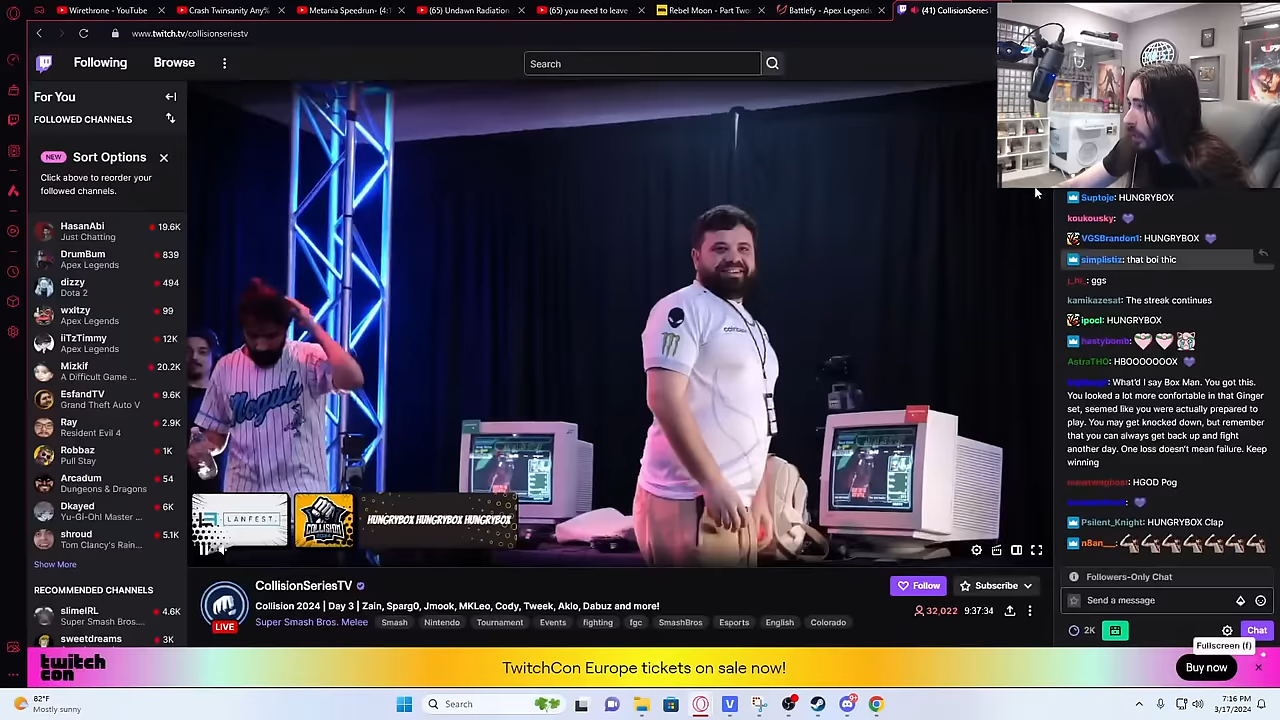 Wirethrone - YouTube
Crash Twinsanity Any%
Metania Speedrun- (4:
(65) Undawn Radiation
(65) you need to leave
Rebel Moon - Part Two:
Battlefy - Apex Legends
(41) CollisionSeriesT
www.twitch.tv/collisionseriestv
Following
Browse
Search
For You
FOLLOWED CHANNELS
NEW
Sort Options
Click above to reorder your
followed channels.
HasanAbi
19.6K
Just Chatting
DrumBum
839
Apex Legends
dizzy
494
Dota 2
wxltzy
99
Apex Legends
iiTzTimmy
12K
Apex Legends
Mizkif
20.2K
A Difficult Game ...
EsfandTV
9.6K
Grand Theft Auto V
Ray
2.9K
Resident Evil 4
Robbaz
1K
Pull Stay
Arcadum
54
Dungeons & Dragons
Dkayed
6K
Yu-Gi-Oh! Master ...
shroud
5.1K
Tom Clancy's Rain...
Show More
RECOMMENDED CHANNELS
slimeIRL
4.6K
Super Smash Bros....
sweetdreams
3K
Moguls
coinbase
LANFEST.
COLLISION
HUNGRYBOX HUNGRYBOX HUNGRYBOX
LIVE
CollisionSeriesTV
Follow
Subscribe
Collision 2024 | Day 3 | Zain, Sparg0, Jmook, MKLeo, Cody, Tweek, Akio, Dabuz and more!
32,022
9:37:34
Super Smash Bros. Melee
Smash
Nintendo
Tournament
Events
fighting
fgc
SmashBros
Esports
English
Colorado
Suptoje: HUNGRYBOX
koukousky:
VGSBrandon1: HUNGRYBOX
simplistiz: that boi thic
: ggs
kamikazesat: The streak continues
ipocl: HUNGRYBOX
hastybomb:
AstraTHO: HBOOOOOOX
: What'd I say Box Man. You got this.
You looked a lot more comfortable in that Ginger
set, seemed like you were actually prepared to
play. You may get knocked down, but remember
that you can always get back up and fight
another day. One loss doesn't mean failure. Keep
winning
: HGOD Pog
Psilent_Knight: HUNGRYBOX Clap
n8an__:
Followers-Only Chat
Send a message
2K
Chat
Fullscreen (f)
twitch
con
TwitchCon Europe tickets on sale now!
Buy now
82°F
Mostly sunny
Search
7:16 PM
3/17/2024